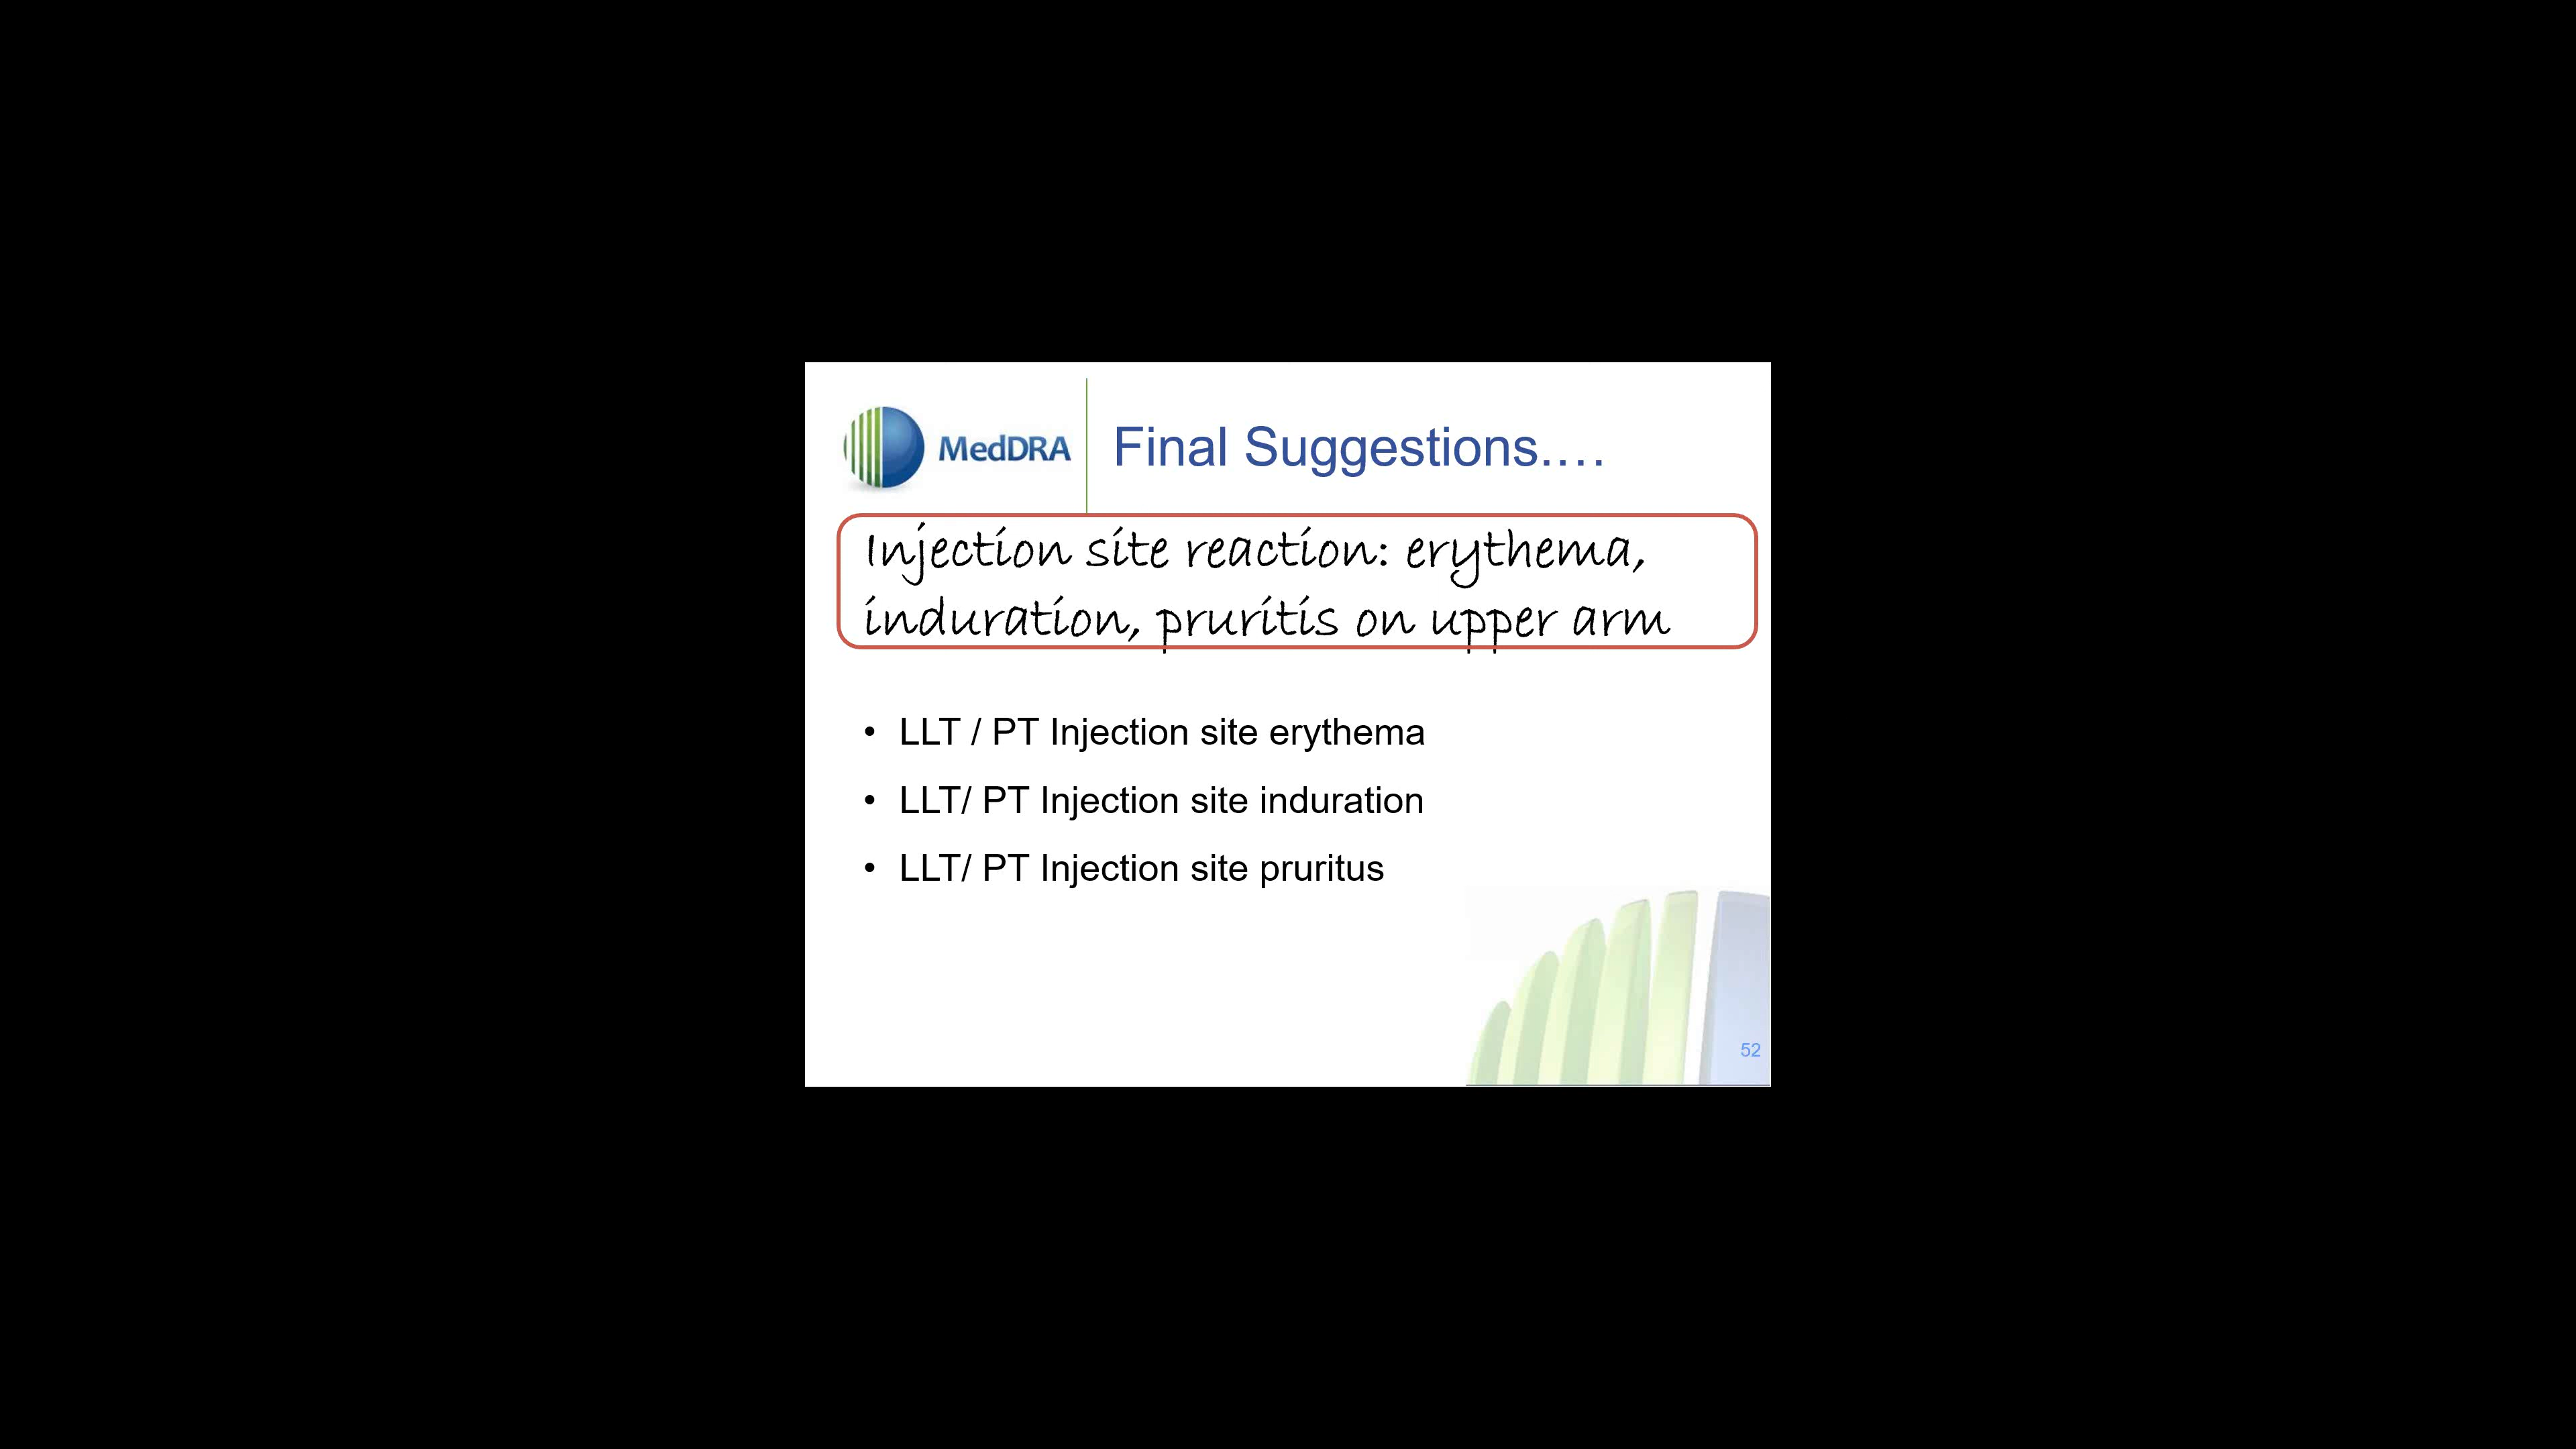 MedDRA
Final Suggestions....
Injection site reaction: erythema,
induration, pruritis on upper arm
• LLT / PT Injection site erythema
• LLT/ PT Injection site induration
• LLT/ PT Injection site pruritus
52